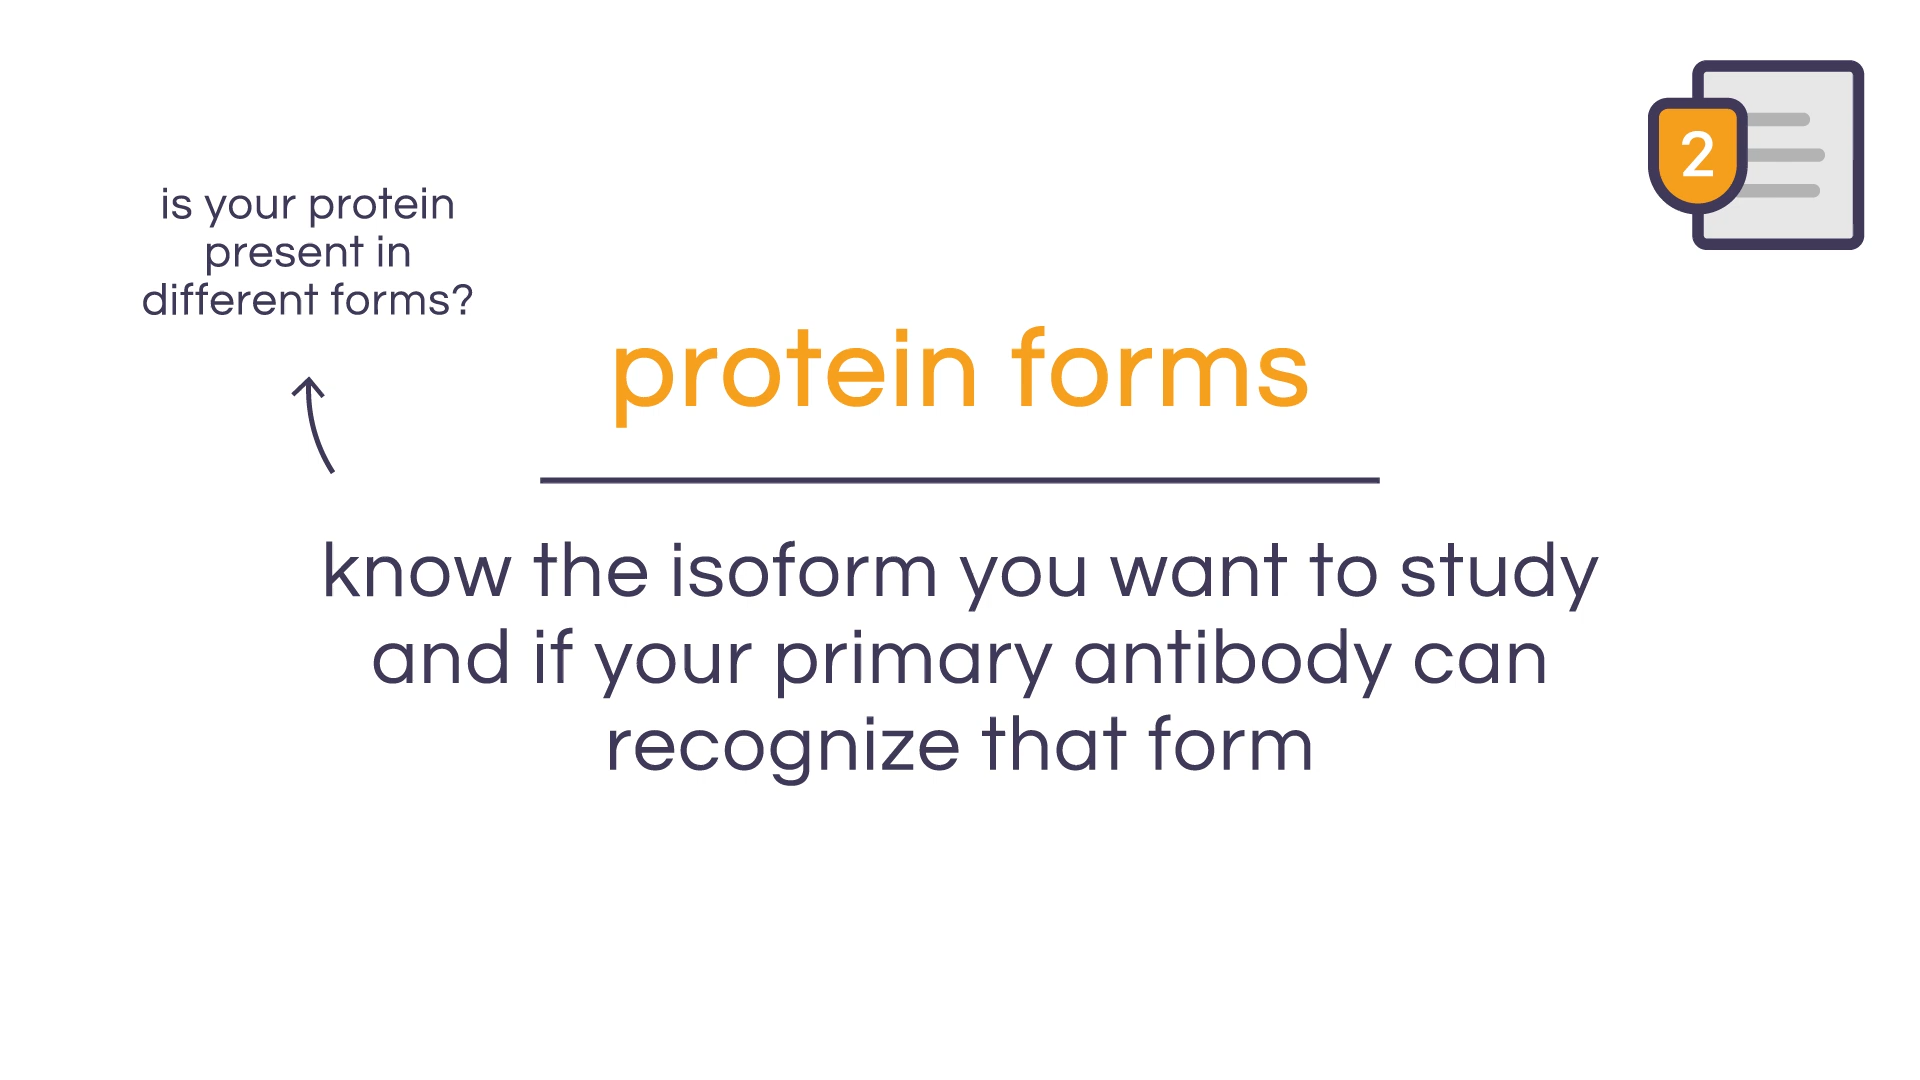 2
is your protein
present in
different forms?
protein forms
know the isoform you want to study
and if your primary antibody can
recognize that form